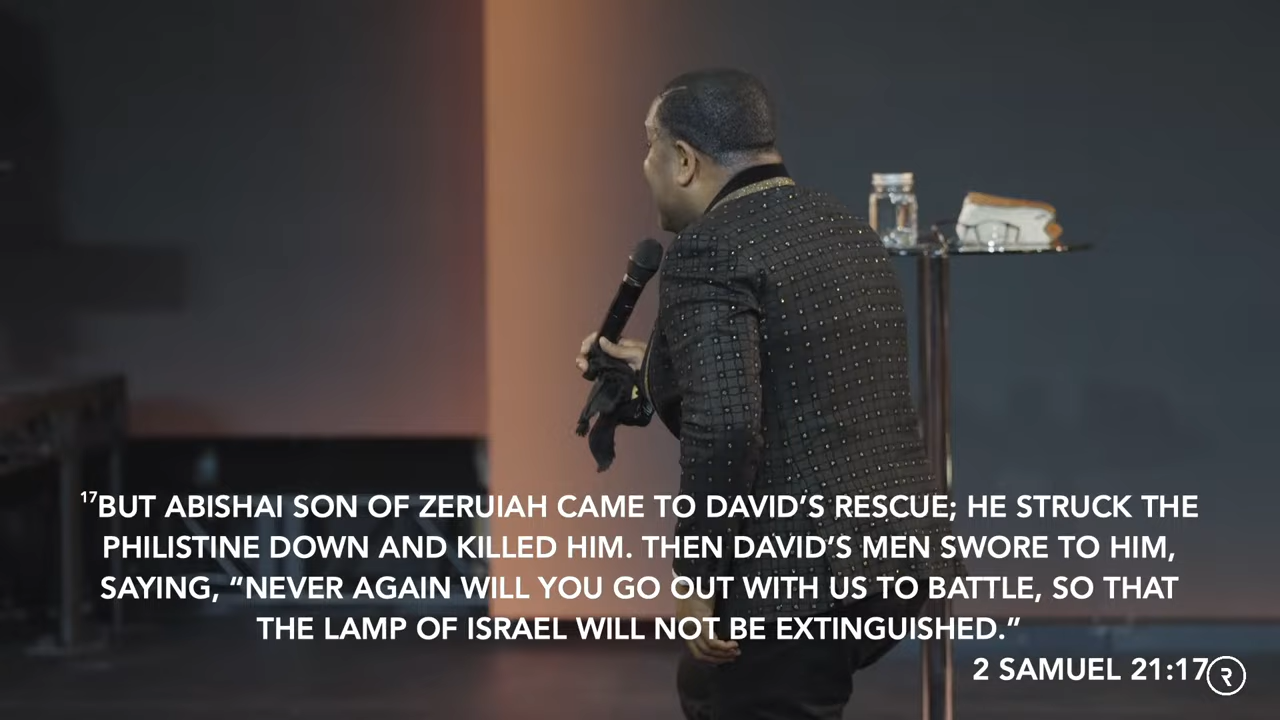 ¹⁷BUT ABISHAI SON OF ZERUIAH CAME TO DAVID’S RESCUE; HE STRUCK THE
PHILISTINE DOWN AND KILLED HIM. THEN DAVID’S MEN SWORE TO HIM,
SAYING, “NEVER AGAIN WILL YOU GO OUT WITH US TO BATTLE, SO THAT
THE LAMP OF ISRAEL WILL NOT BE EXTINGUISHED.”
2 SAMUEL 21:17
R